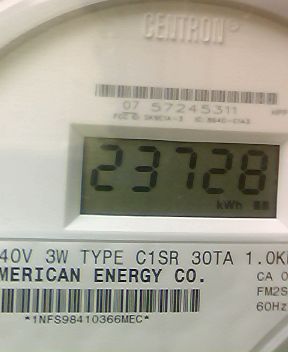 CENTRON®
07 57245311
23728
kWh
40V 3W TYPE C1SR 30TA 1.0K
MERICAN ENERGY CO.
CA 0
FM2S
60Hz
*1NFS98410366MEC*